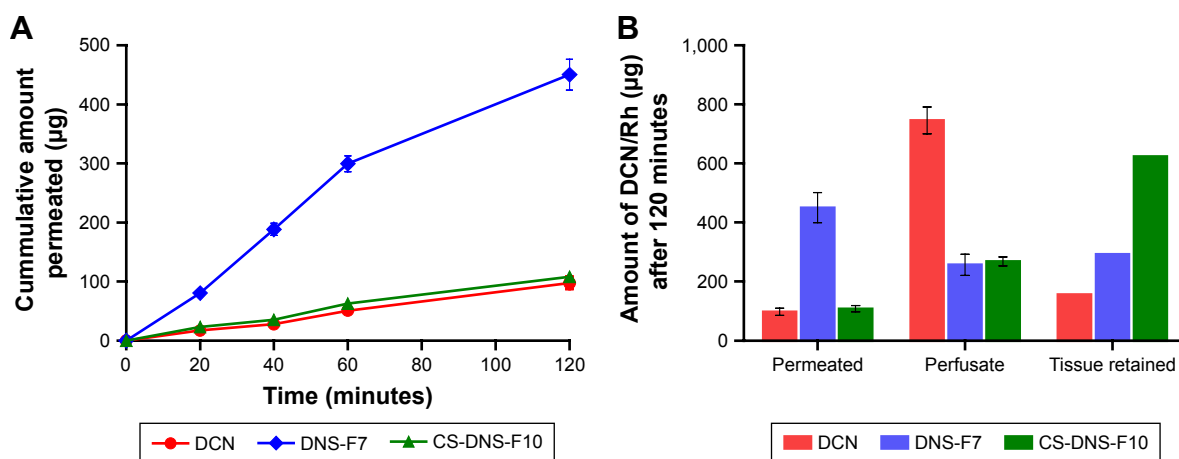 A
Cummulative amount
permeated (µg)
500
400
300
200
100
0
0 20 40 60 80 100 120
Time (minutes)
DCN DNS-F7 CS-DNS-F10
B
Amount of DCN/Rh (µg)
after 120 minutes
1,000
800
600
400
200
0
Permeated Perfusate Tissue retained
DCN DNS-F7 CS-DNS-F10